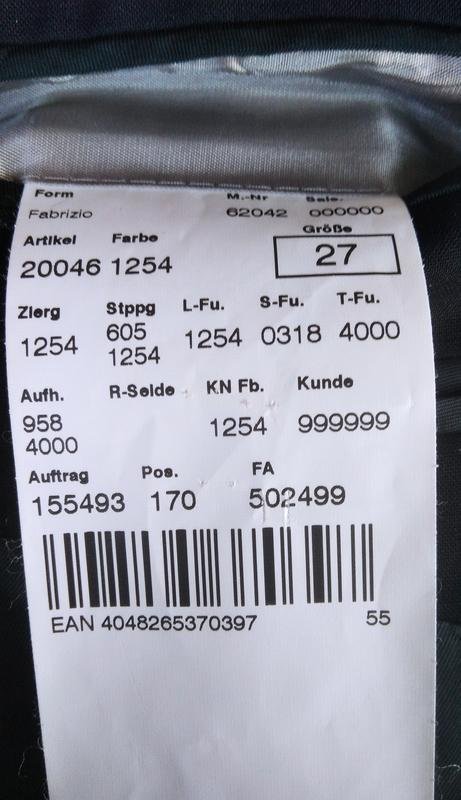 Form M.-Nr Saie.
Fabrizio 62042 000000
Artikel Farbe Größe
20046 1254 27
Zierg Stppg L-Fu. S-Fu. T-Fu.
1254 605 1254 0318 4000
1254
Aufh. R-Seide KN Fb. Kunde
958 1254 999999
4000
Auftrag Pos. FA
155493 170 502499
EAN 4048265370397 55